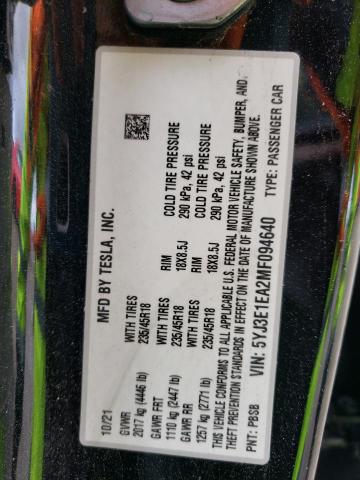 10/21 MFD BY TESLA, INC.
GVWR
2017 kg (4446 lb)
GAWR FRT WITH TIRES RIM COLD TIRE PRESSURE
1110 kg (2447 lb) 235/45R18 18X8.5J 290 kPa, 42 psi
GAWR RR WITH TIRES RIM COLD TIRE PRESSURE
1257 kg (2771 lb) 235/45R18 18X8.5J 290 kPa, 42 psi
THIS VEHICLE CONFORMS TO ALL APPLICABLE U.S. FEDERAL MOTOR VEHICLE SAFETY, BUMPER, AND
THEFT PREVENTION STANDARDS IN EFFECT ON THE DATE OF MANUFACTURE SHOWN ABOVE.
PNT: PBSB VIN: 5YJ3E1EA2MF094640 TYPE: PASSENGER CAR